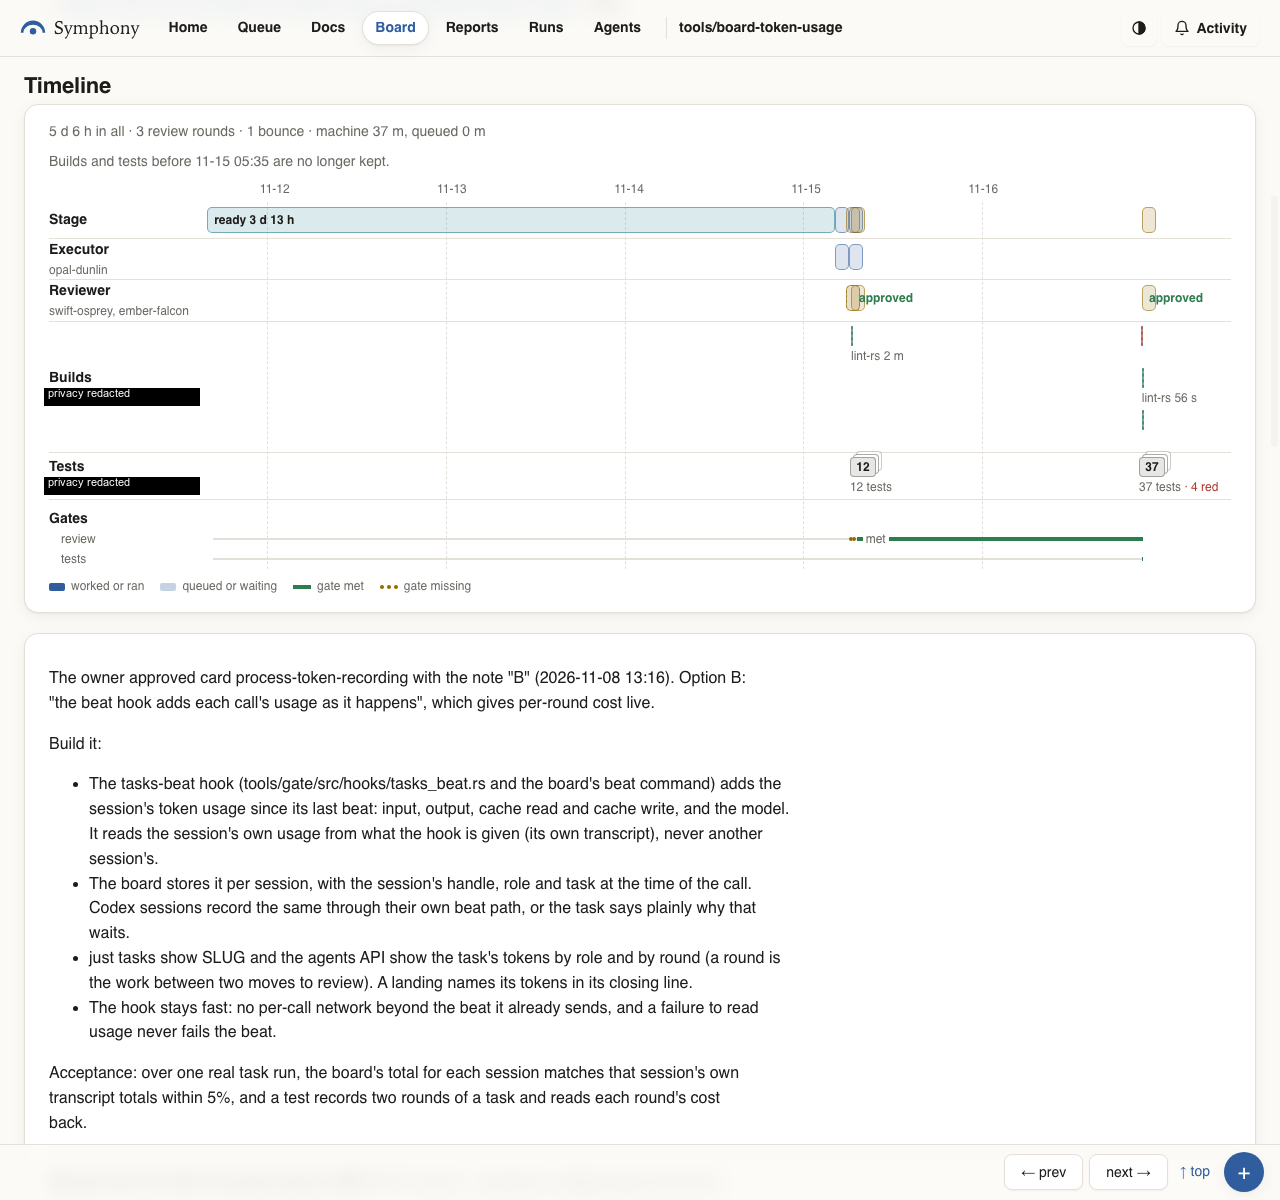 Symphony Home Queue Docs Board Reports Runs Agents tools/board-token-usage Activity
Timeline
5 d 6 h in all · 3 review rounds · 1 bounce · machine 37 m, queued 0 m
Builds and tests before 11-15 05:35 are no longer kept.
11-12 11-13 11-14 11-15 11-16
Stage ready 3 d 13 h
Executor
opal-dunlin
Reviewer approved approved
swift-osprey, ember-falcon
lint-rs 2 m
Builds
privacy redacted
lint-rs 56 s
Tests 12 37
privacy redacted
12 tests 37 tests · 4 red
Gates
review met
tests
worked or ran queued or waiting gate met gate missing
The owner approved card process-token-recording with the note "B" (2026-11-08 13:16). Option B:
"the beat hook adds each call's usage as it happens", which gives per-round cost live.
Build it:
• The tasks-beat hook (tools/gate/src/hooks/tasks_beat.rs and the board's beat command) adds the
session's token usage since its last beat: input, output, cache read and cache write, and the model.
It reads the session's own usage from what the hook is given (its own transcript), never another
session's.
• The board stores it per session, with the session's handle, role and task at the time of the call.
Codex sessions record the same through their own beat path, or the task says plainly why that
waits.
• just tasks show SLUG and the agents API show the task's tokens by role and by round (a round is
the work between two moves to review). A landing names its tokens in its closing line.
• The hook stays fast: no per-call network beyond the beat it already sends, and a failure to read
usage never fails the beat.
Acceptance: over one real task run, the board's total for each session matches that session's own
transcript totals within 5%, and a test records two rounds of a task and reads each round's cost
back.
← prev next → ↑ top +